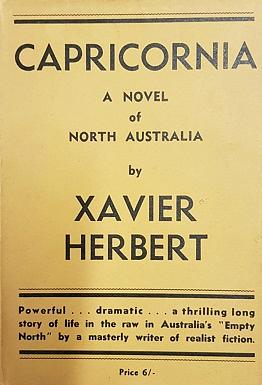 CAPRICORNIA
A NOVEL
of
NORTH AUSTRALIA
by
XAVIER
HERBERT
Powerful . . . dramatic . . . a thrilling long
story of life in the raw in Australia's "Empty
North" by a masterly writer of realist fiction.
Price 6/-